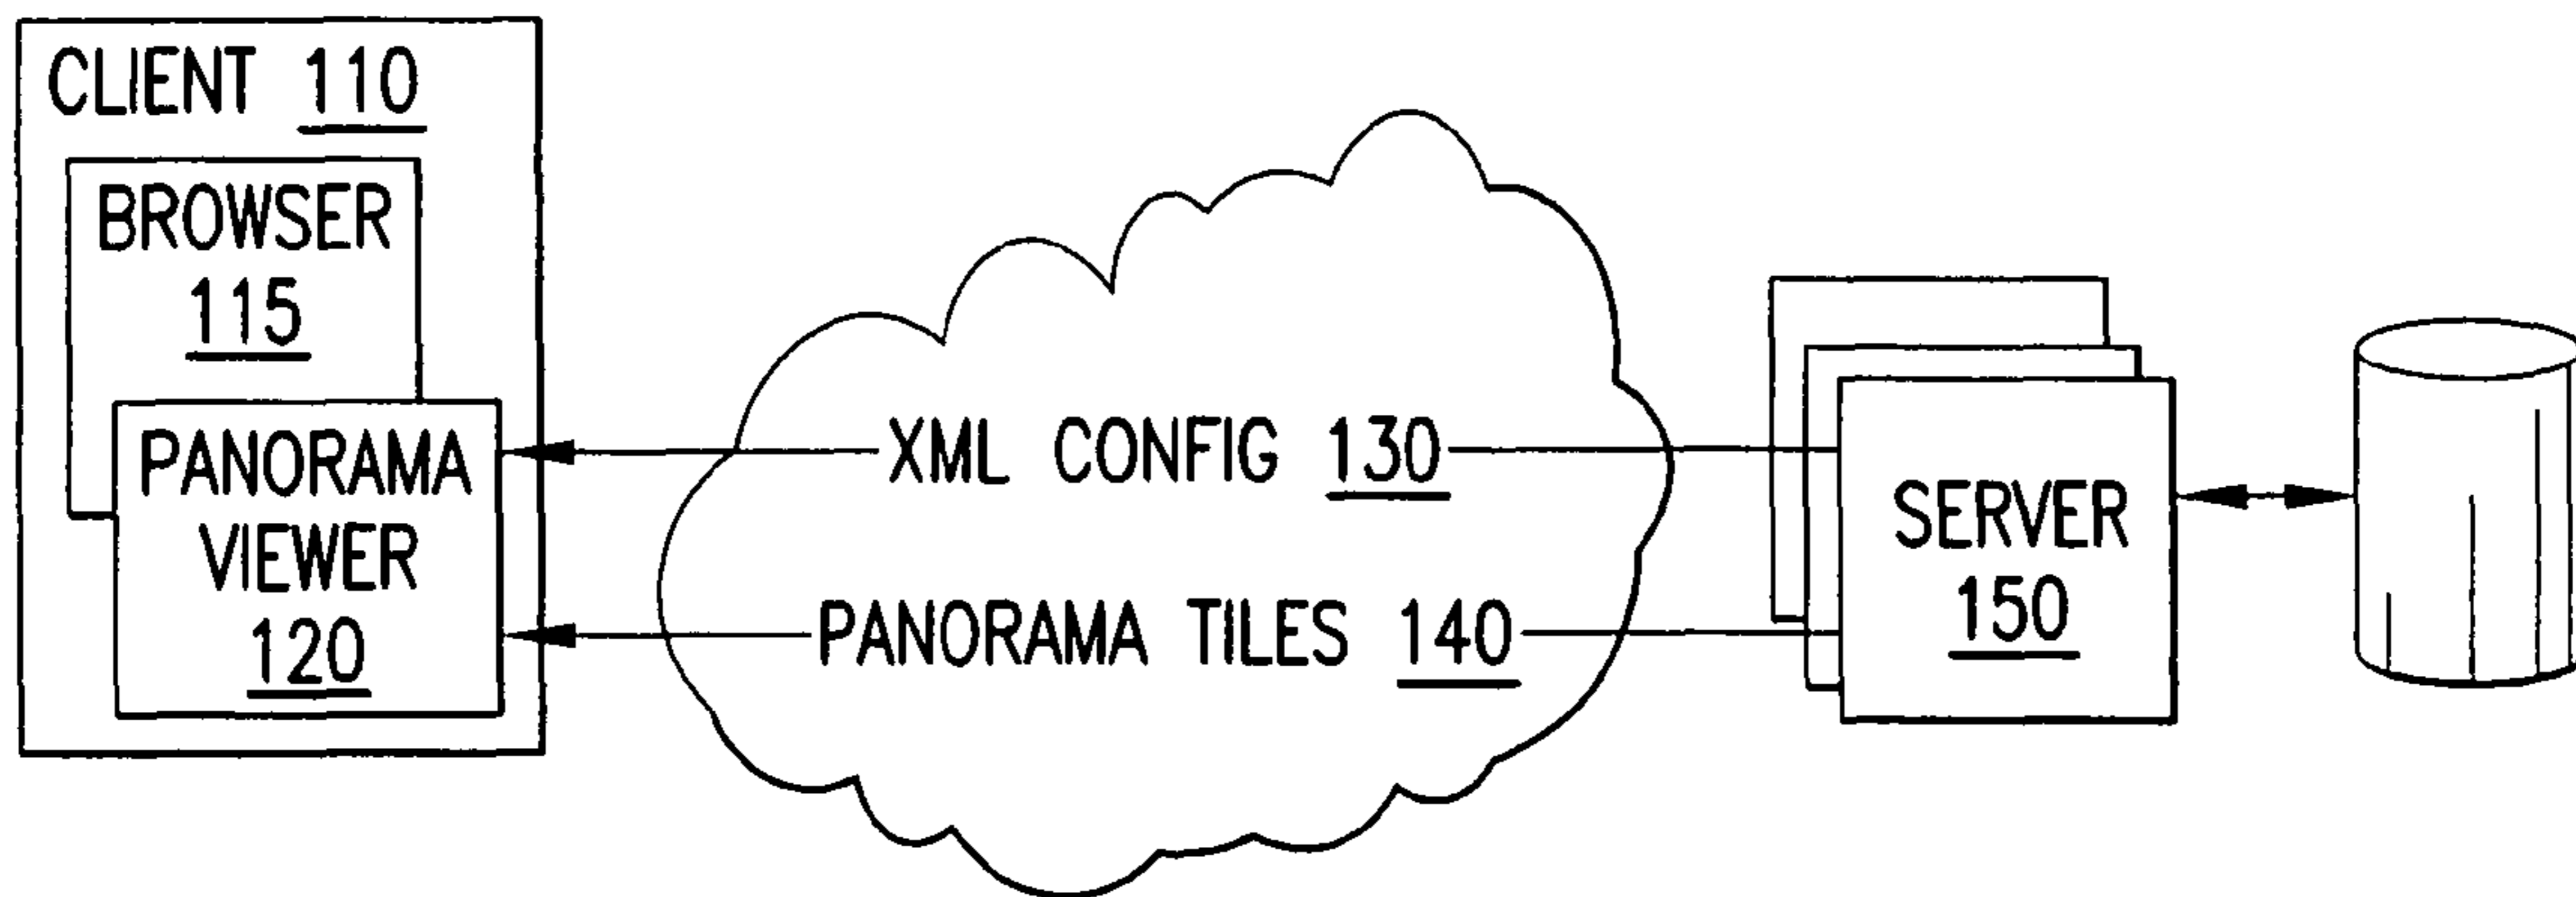 CLIENT 110
BROWSER
115
PANORAMA
VIEWER
120
XML CONFIG 130
PANORAMA TILES 140
SERVER
150